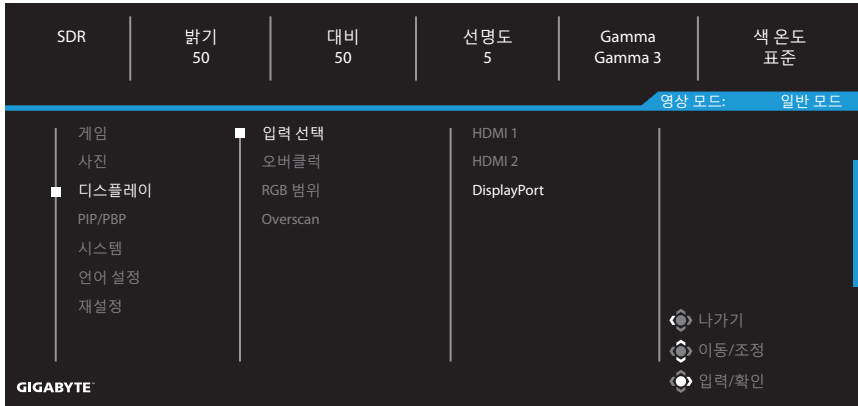 SDR
밝기
50
대비
50
선명도
5
Gamma
Gamma 3
색 온도
표준
영상 모드: 일반 모드
게임
사진
디스플레이
PIP/PBP
시스템
언어 설정
재설정
입력 선택
오버클럭
RGB 범위
Overscan
HDMI 1
HDMI 2
DisplayPort
나가기
이동/조정
입력/확인
GIGABYTE™